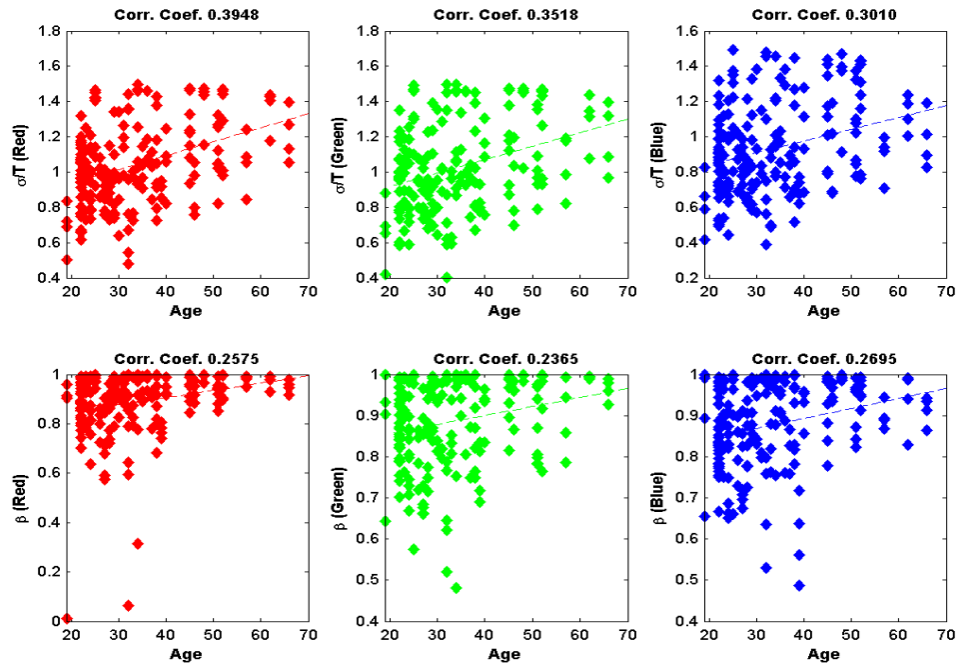 Corr. Coef. 0.3948
1.6
1.4
1.2
1
0.8
0.6
0.4
σ/T (Red)
20 30 40 50 60 70
Age
Corr. Coef. 0.3518
1.8
1.6
1.4
1.2
1
0.8
0.6
0.4
σ/T (Green)
20 30 40 50 60 70
Age
Corr. Coef. 0.3010
1.6
1.4
1.2
1
0.8
0.6
0.4
0.2
σ/T (Blue)
20 30 40 50 60 70
Age
Corr. Coef. 0.2575
1
0.8
0.6
0.4
0.2
0
β (Red)
20 30 40 50 60 70
Age
Corr. Coef. 0.2365
1
0.9
0.8
0.7
0.6
0.5
0.4
β (Green)
20 30 40 50 60 70
Age
Corr. Coef. 0.2695
1
0.9
0.8
0.7
0.6
0.5
0.4
β (Blue)
20 30 40 50 60 70
Age